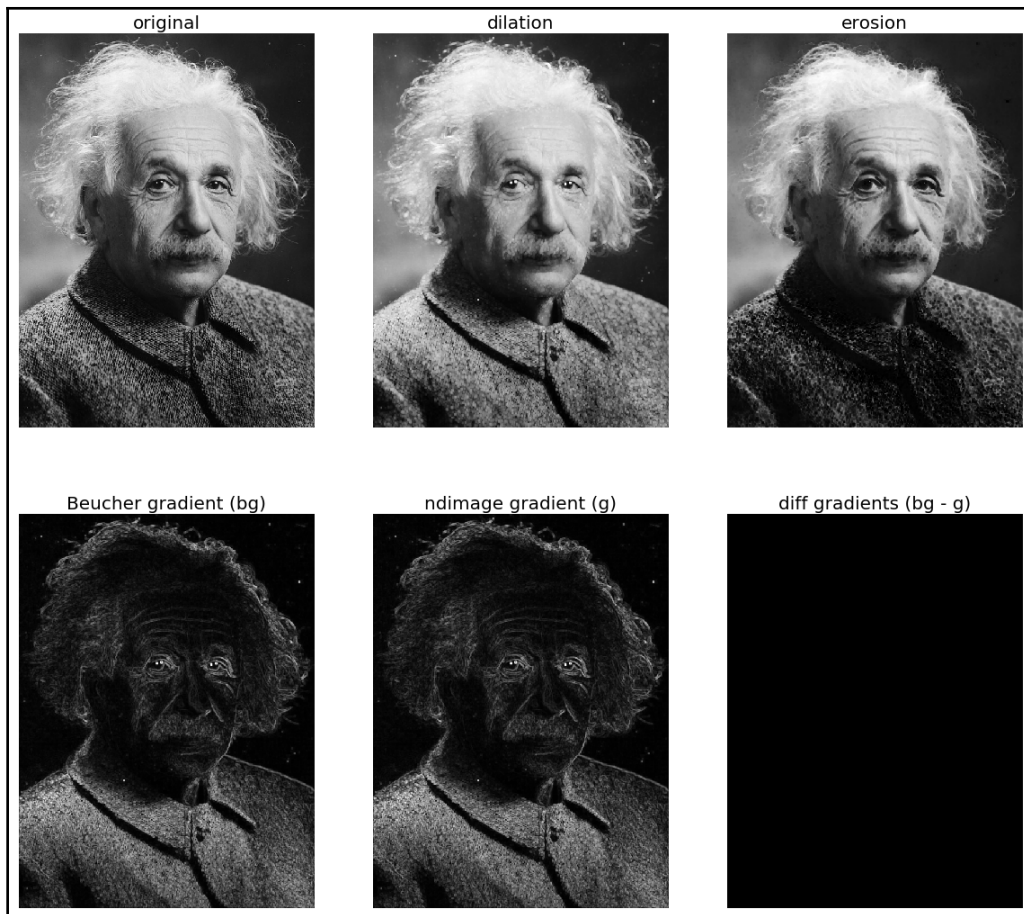 original
dilation
erosion
Beucher gradient (bg)
ndimage gradient (g)
diff gradients (bg - g)